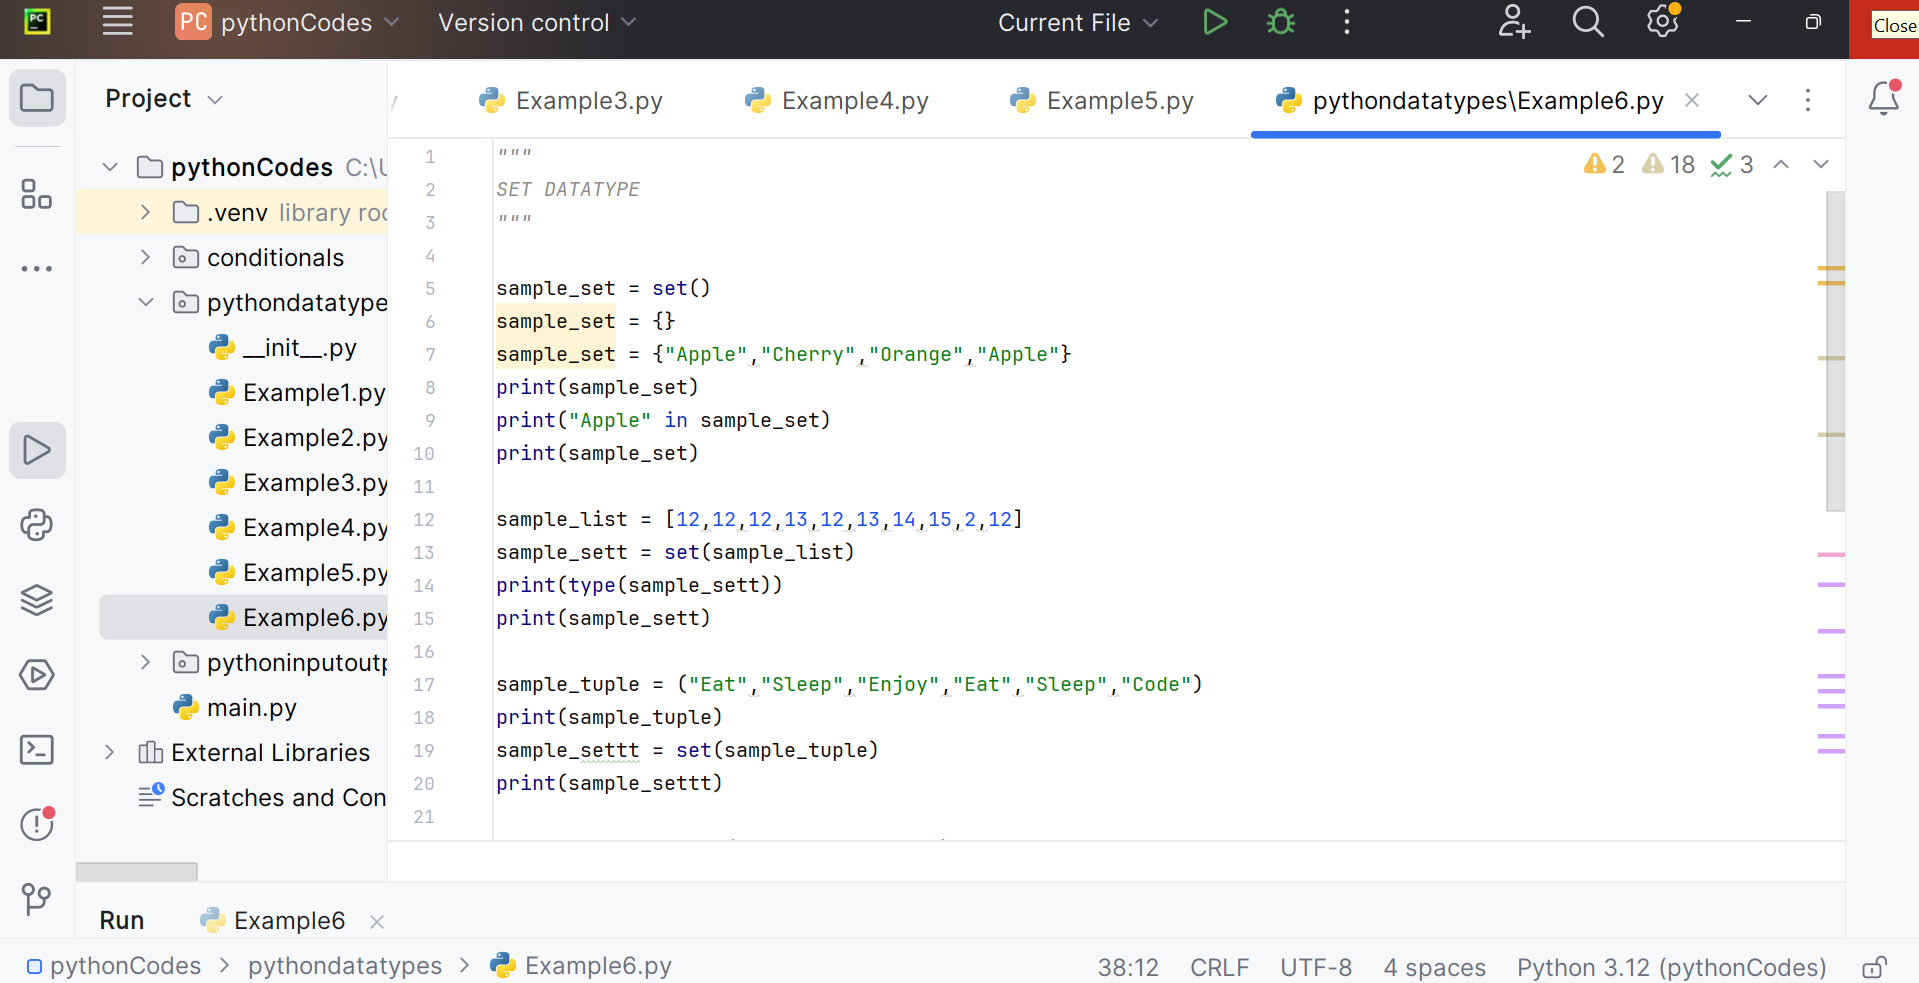 PC
PC pythonCodes
Version control
Current File
Close
Project
Example3.py
Example4.py
Example5.py
pythondatatypes\Example6.py
pythonCodes C:\U
.venv library roo
conditionals
pythondatatype
__init__.py
Example1.py
Example2.py
Example3.py
Example4.py
Example5.py
Example6.py
pythoninputoutp
main.py
External Libraries
Scratches and Con
2 18 3
1 """
2 SET DATATYPE
3 """
4
5 sample_set = set()
6 sample_set = {}
7 sample_set = {"Apple","Cherry","Orange","Apple"}
8 print(sample_set)
9 print("Apple" in sample_set)
10 print(sample_set)
11
12 sample_list = [12,12,12,13,12,13,14,15,2,12]
13 sample_sett = set(sample_list)
14 print(type(sample_sett))
15 print(sample_sett)
16
17 sample_tuple = ("Eat","Sleep","Enjoy","Eat","Sleep","Code")
18 print(sample_tuple)
19 sample_settt = set(sample_tuple)
20 print(sample_settt)
21
Run Example6
pythonCodes > pythondatatypes > Example6.py
38:12 CRLF UTF-8 4 spaces Python 3.12 (pythonCodes)